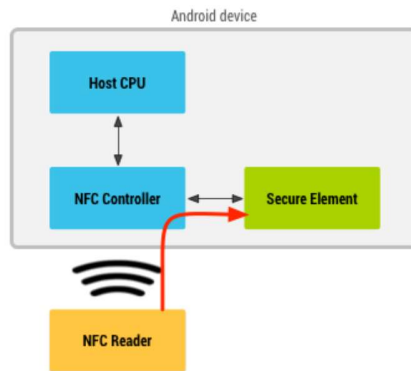 Android device
Host CPU
NFC Controller
Secure Element
NFC Reader